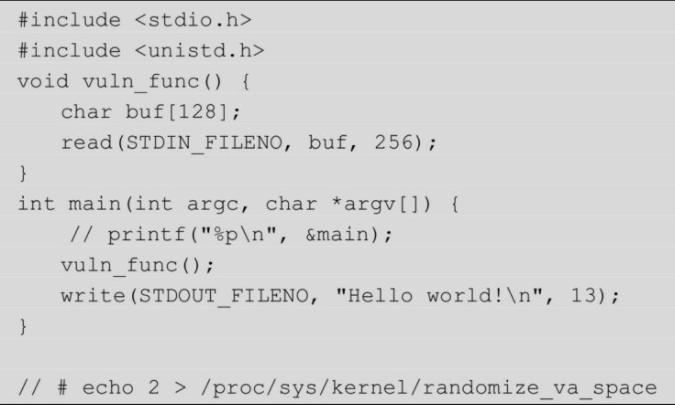 #include <stdio.h>
#include <unistd.h>
void vuln_func() {
    char buf[128];
    read(STDIN_FILENO, buf, 256);
}
int main(int argc, char *argv[]) {
     // printf("%p\n", &main);
    vuln_func();
    write(STDOUT_FILENO, "Hello world!\n", 13);
}

// # echo 2 > /proc/sys/kernel/randomize_va_space